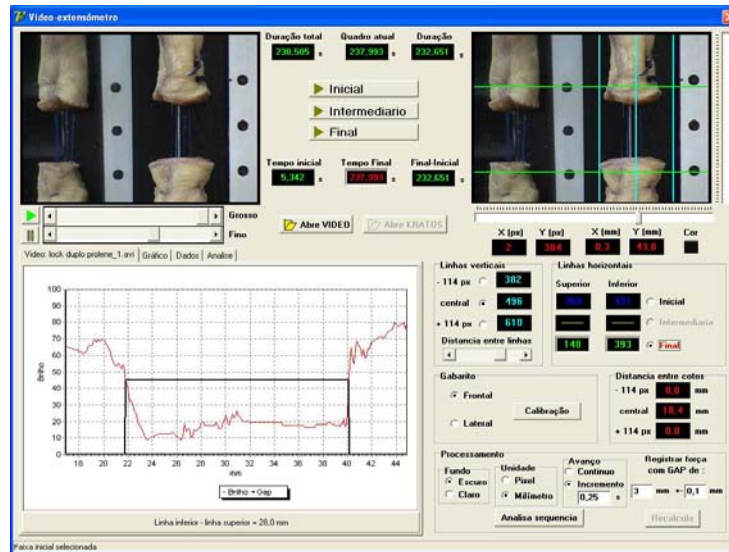 Vídeo-extensômetro
Duração total
Quadro atual
Duração
230,505 s
237,993 s
232,651 s
Inicial
Intermediario
Final
Tempo inicial
Tempo Final
Final-Inicial
5,342 s
237,993 s
232,651 s
Grosso
Fino
Abre VIDEO
Abre KRATOS
X (px)
Y (px)
X (mm)
Y (mm)
Cor
2
384
0,3
43,8
Video: lock duplo prolene_1.avi
Gráfico
Dados
Analise
100
90
80
70
60
50
40
30
20
10
0
Brilho
18
20
22
24
26
28
30
32
34
36
38
40
42
44
mm
Brilho
Gap
Linha inferior - linha superior = 28,0 mm
Linhas verticais
- 114 px
382
central
496
+ 114 px
610
Distancia entre linhas
Linhas horizontais
Superior
Inferior
Inicial
Intermediario
148
393
Final
Gabarito
Frontal
Lateral
Calibração
Distancia entre cotos
- 114 px
0,0
mm
central
18,4
mm
+ 114 px
0,0
mm
Processamento
Fundo
Escuro
Claro
Unidade
Pixel
Milimetro
Avanço
Continuo
Incremento
0,25 s
Registrar força
com GAP de :
3 mm +- 0,1 mm
Analisa sequencia
Recalcula
Faixa inicial selecionada